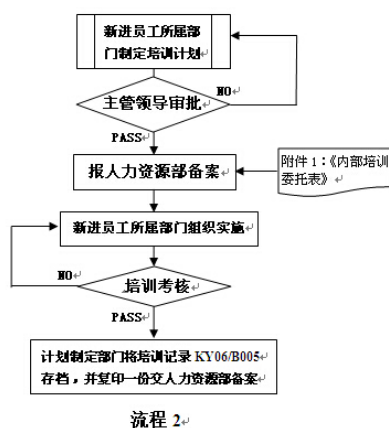 新进员工所属部
门制定培训计划
NO
主管领导审批
PASS
报人力资源部备案
附件 1：《内部培训
委托表》
新进员工所属部门组织实施
NO
培训考核
PASS
计划制定部门将培训记录 KY06/B005
存档，并复印一份交人力资源部备案
流程 2